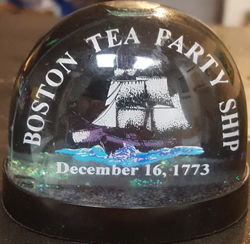 BOSTON TEA PARTY SHIP
December 16, 1773